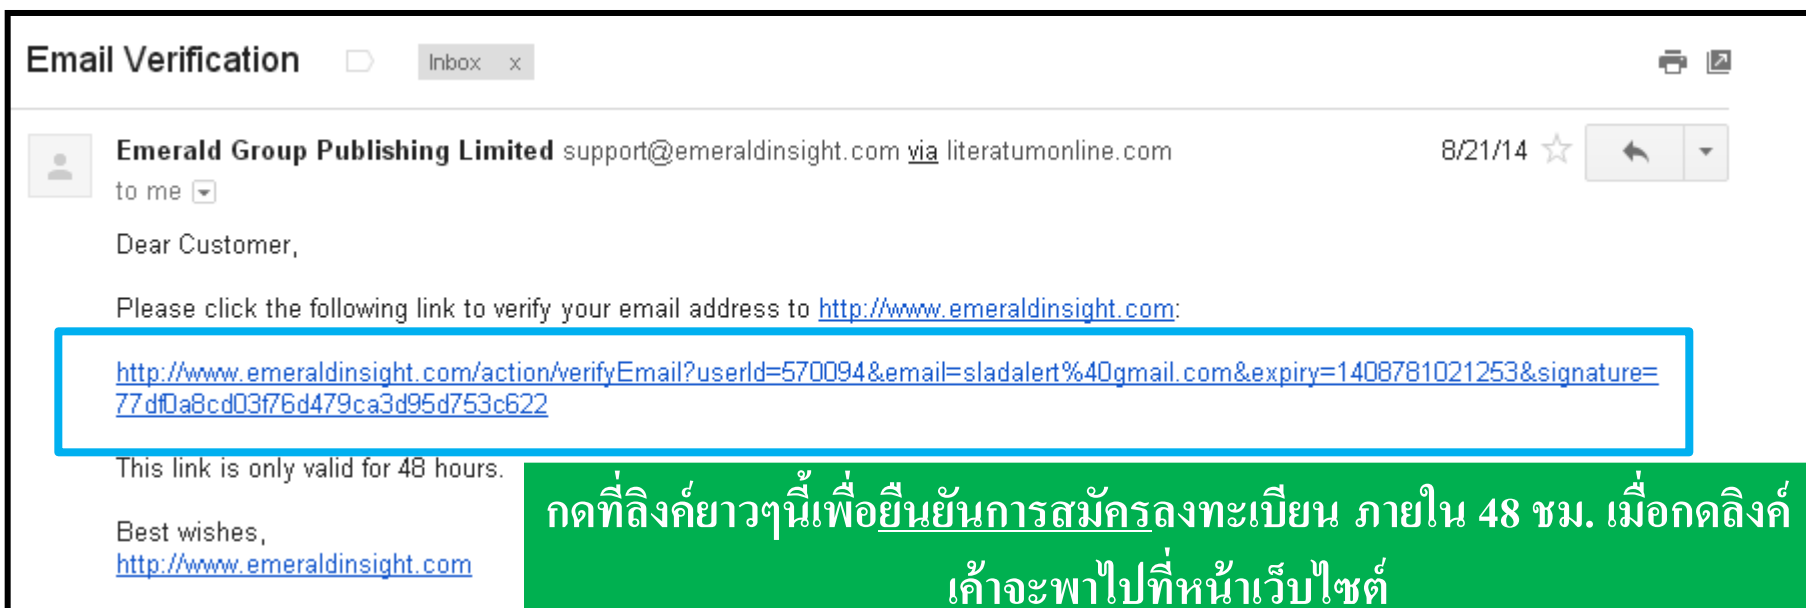 Email Verification Inbox x
Emerald Group Publishing Limited support@emeraldinsight.com via literatumonline.com 8/21/14
to me
Dear Customer,
Please click the following link to verify your email address to http://www.emeraldinsight.com:
http://www.emeraldinsight.com/action/verifyEmail?userId=570094&email=sladalert%40gmail.com&expiry=1408781021253&signature=
77df0a8cd03f76d479ca3d95d753c622
This link is only valid for 48 hours.
กดที่ลิงค์ยาวๆนี้เพื่อยืนยันการสมัครลงทะเบียน ภายใน 48 ชม. เมื่อกดลิงค์
เค้าจะพาไปที่หน้าเว็บไซต์
Best wishes,
http://www.emeraldinsight.com